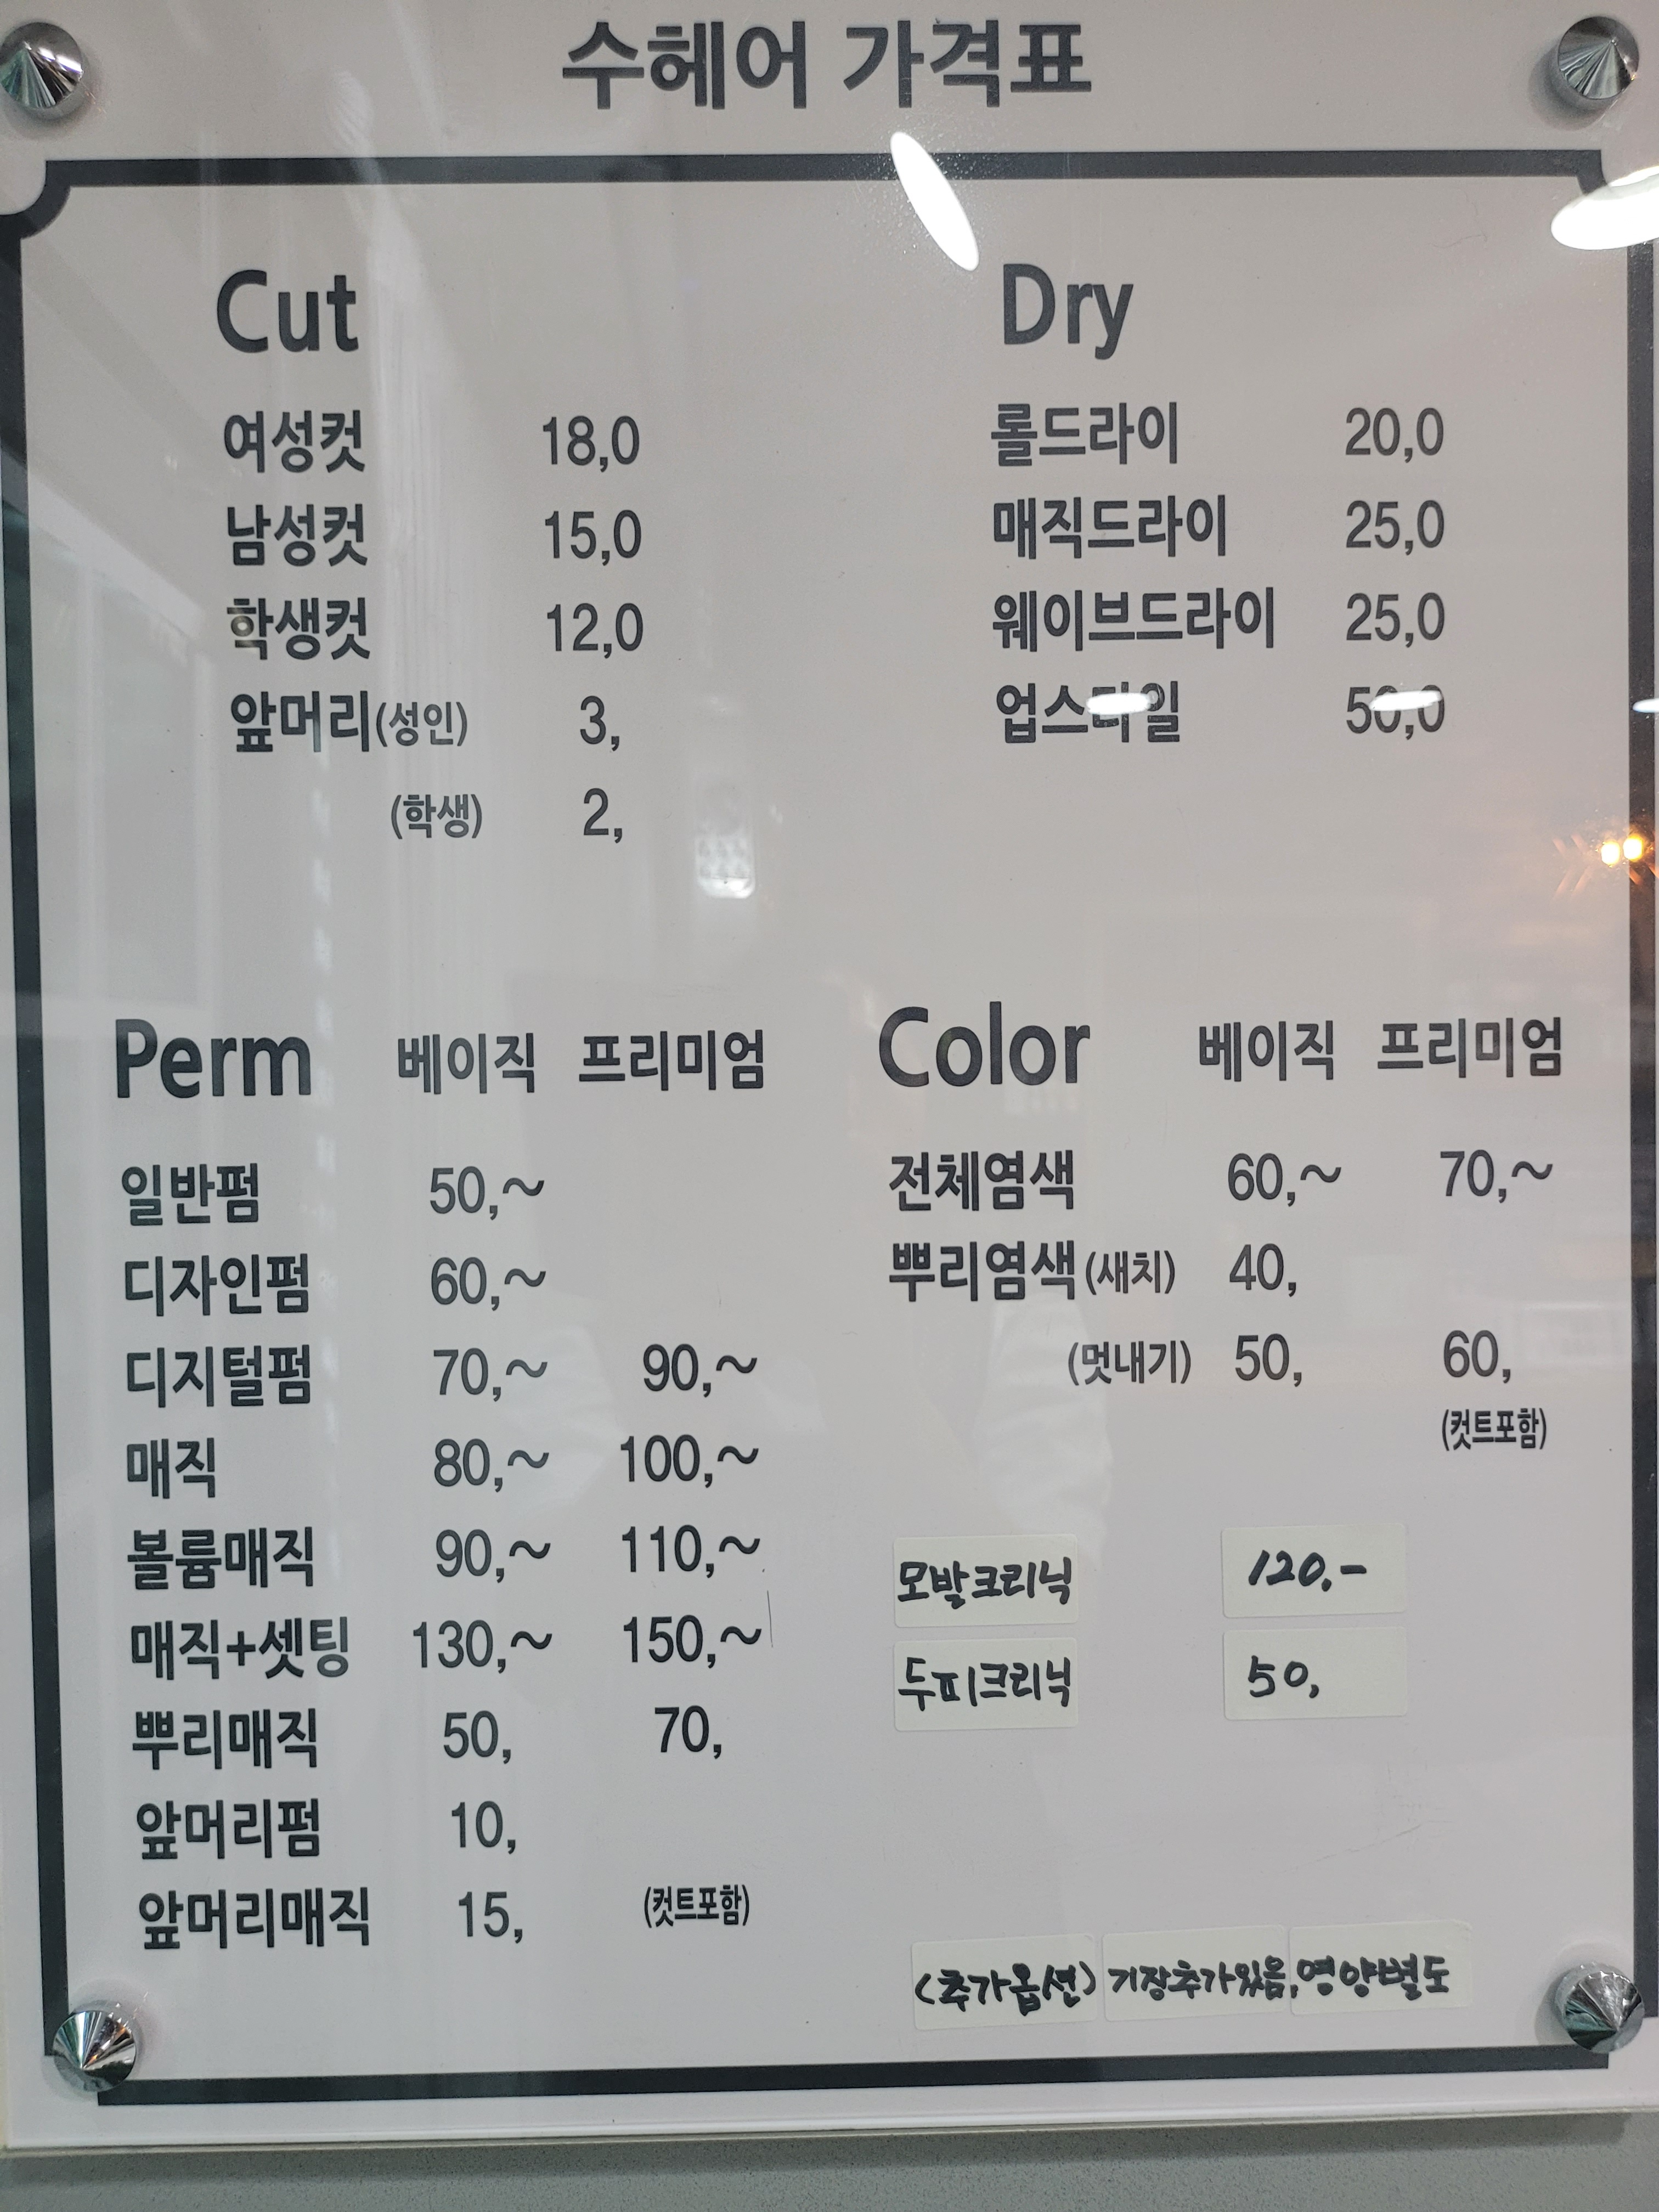 수헤어 가격표
Cut
여성컷 18,0
남성컷 15,0
학생컷 12,0
앞머리(성인) 3,
(학생) 2,
Dry
롤드라이 20,0
매직드라이 25,0
웨이브드라이 25,0
업스타일 50,0
Perm 베이직 프리미엄
일반펌 50,~
디자인펌 60,~
디지털펌 70,~ 90,~
매직 80,~ 100,~
볼륨매직 90,~ 110,~
매직+셋팅 130,~ 150,~
뿌리매직 50, 70,
앞머리펌 10,
앞머리매직 15, (컷트포함)
Color 베이직 프리미엄
전체염색 60,~ 70,~
뿌리염색(새치) 40,
(멋내기) 50, 60,
(컷트포함)
모발크리닉 120.-
두피크리닉 50,
(추가옵션) 기장추가있음, 영양별도